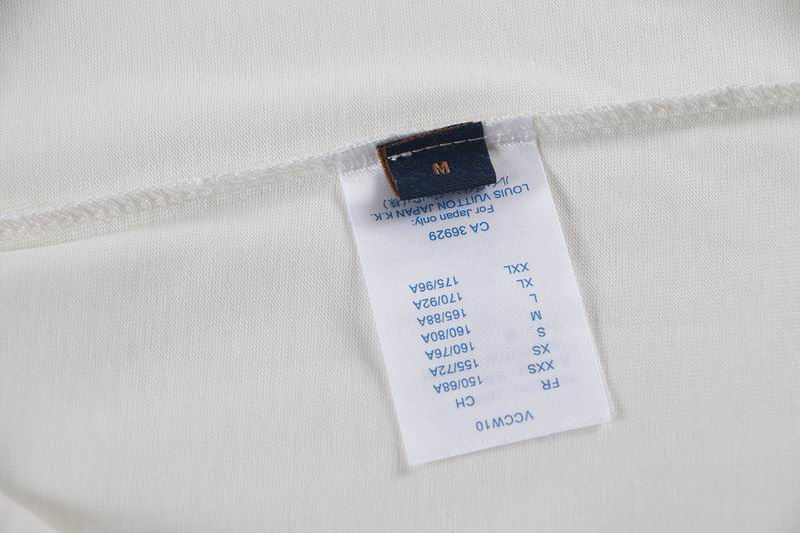 M
VCCW10
FR CH
XXS 150/68A
XS 155/72A
S 160/76A
M 160/80A
L 165/88A
XL 170/92A
XXL 175/96A
CA 36929
For Japan only:
LOUIS VUITTON JAPAN K.K.
(株)